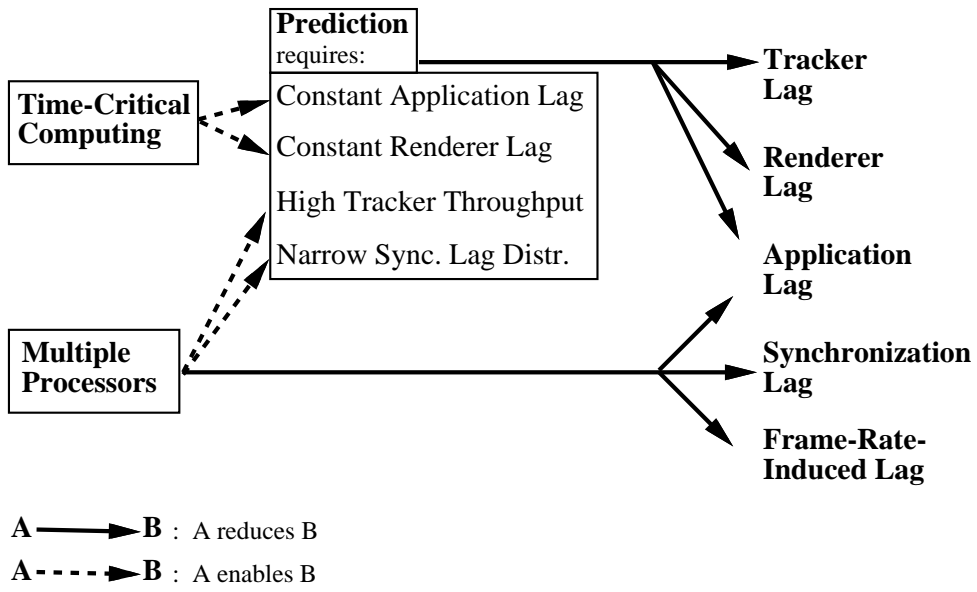 Prediction
requires:
Time-Critical
Computing
Constant Application Lag
Constant Renderer Lag
High Tracker Throughput
Narrow Sync. Lag Distr.
Multiple
Processors
Tracker
Lag
Renderer
Lag
Application
Lag
Synchronization
Lag
Frame-Rate-
Induced Lag
A B : A reduces B
A B : A enables B